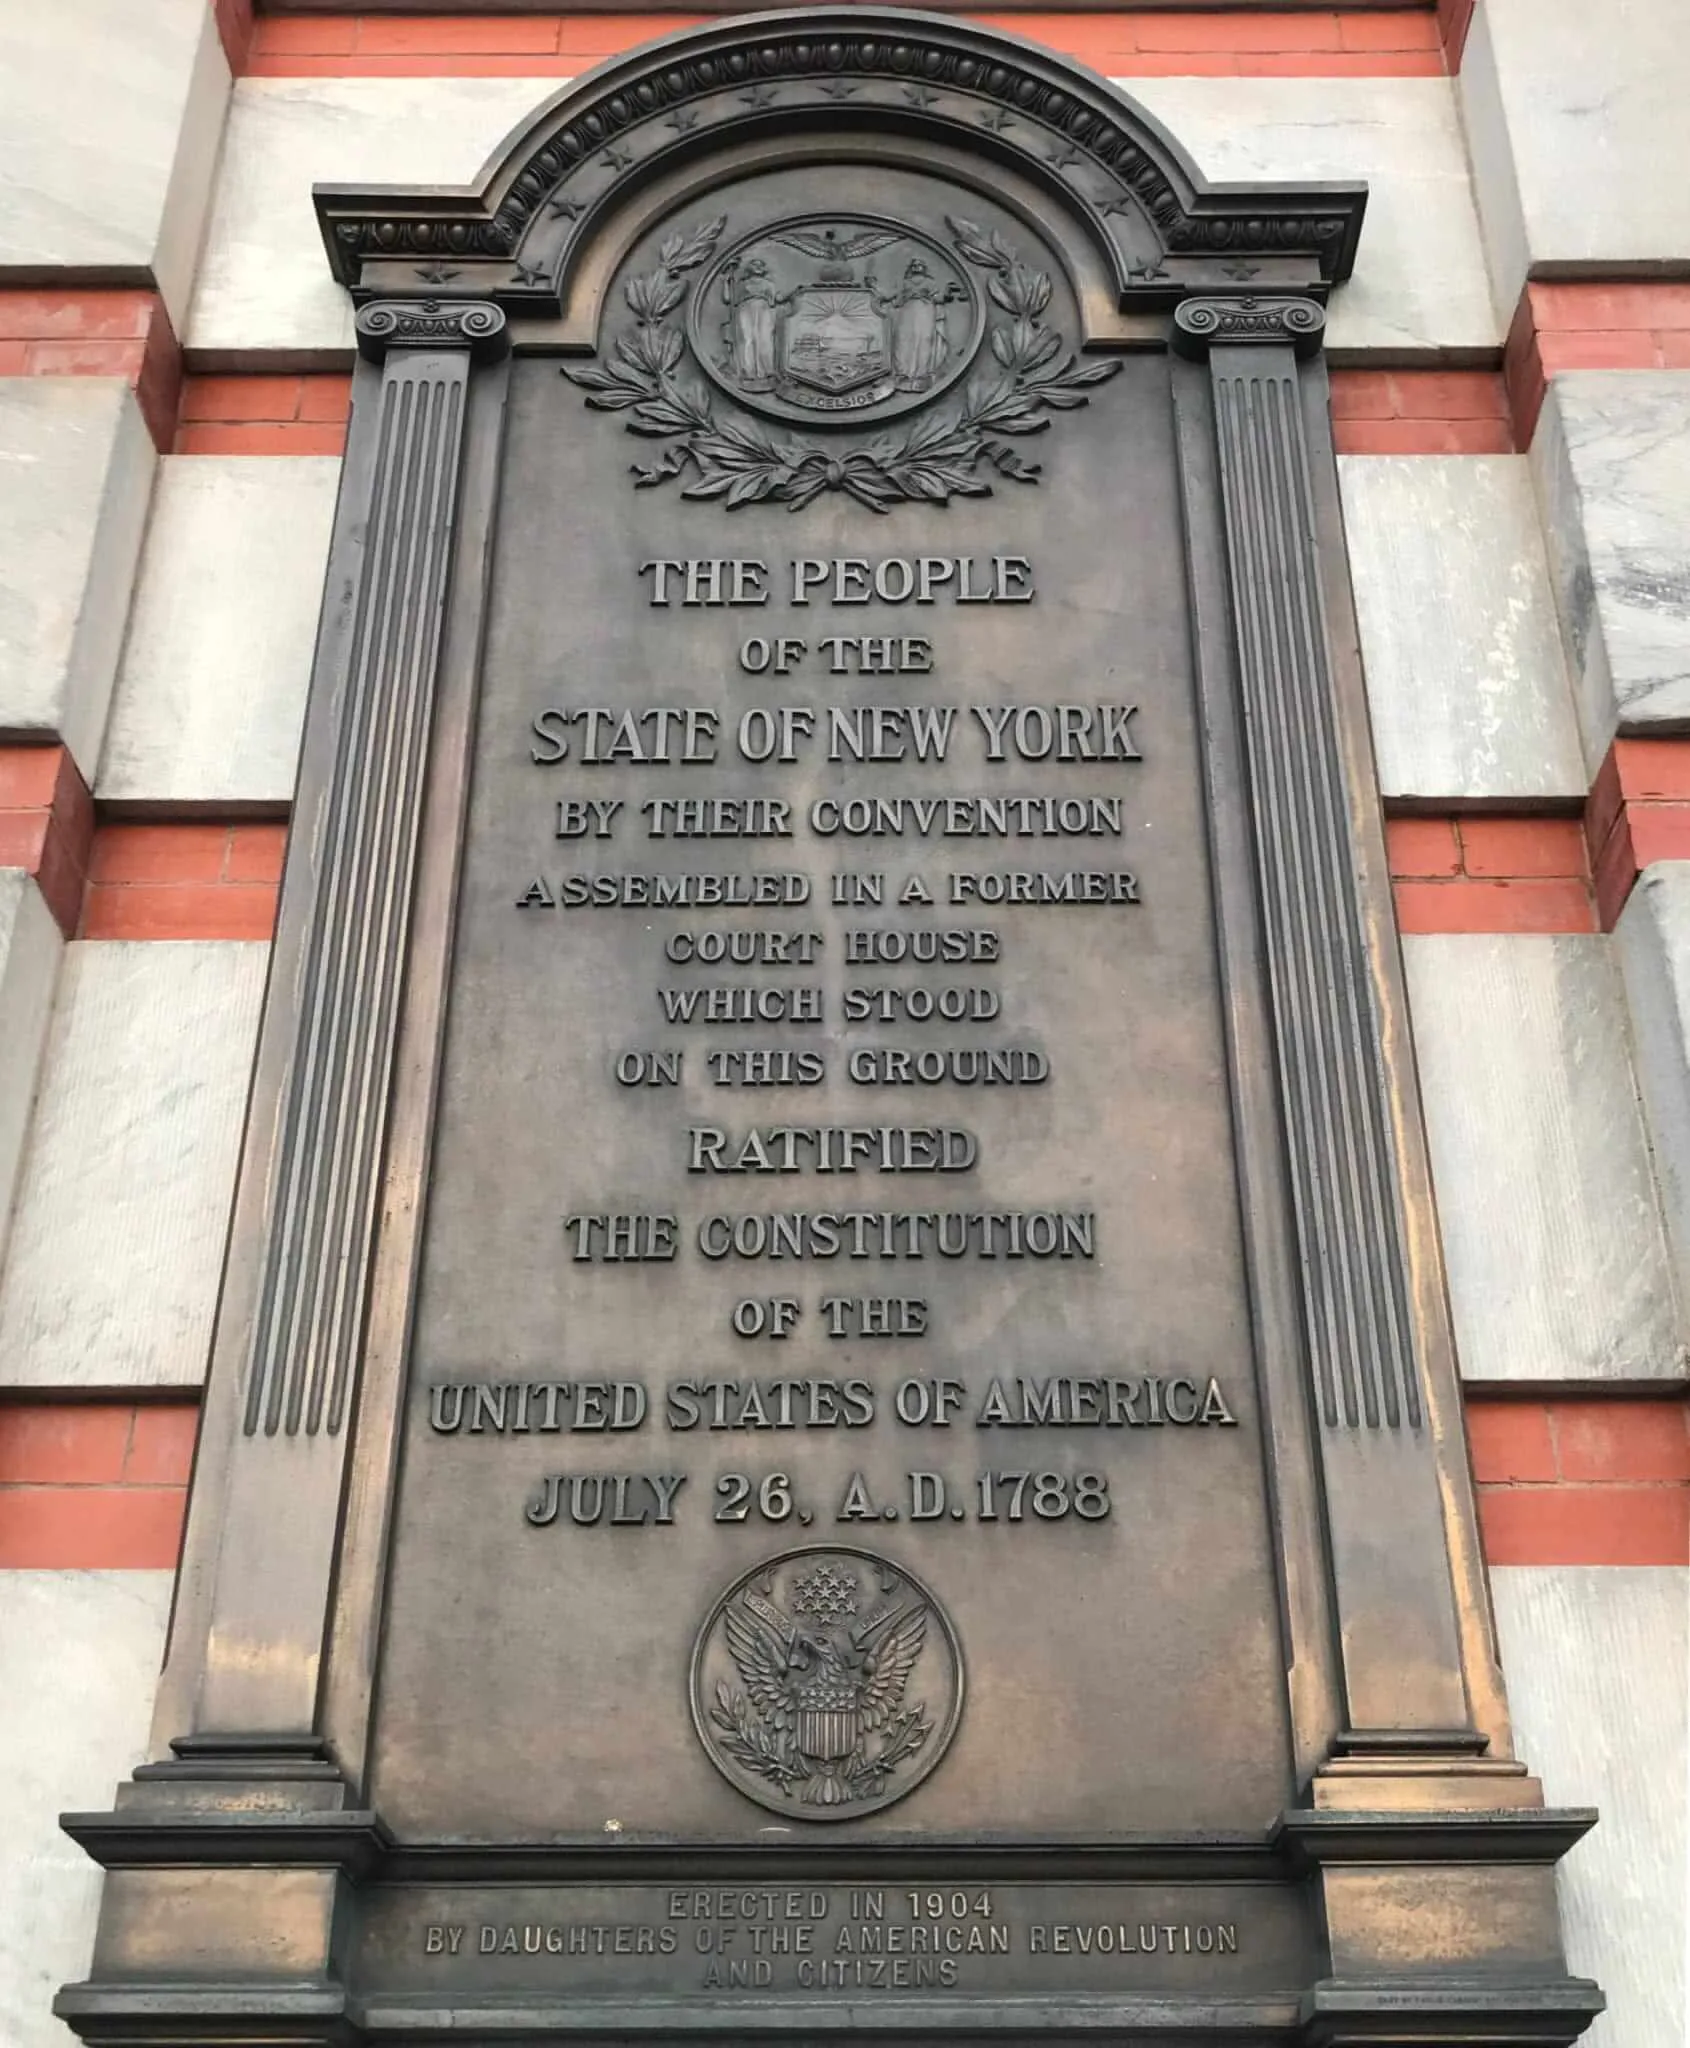 EXCELSIOR
THE PEOPLE
OF THE
STATE OF NEW YORK
BY THEIR CONVENTION
ASSEMBLED IN A FORMER
COURT HOUSE
WHICH STOOD
ON THIS GROUND
RATIFIED
THE CONSTITUTION
OF THE
UNITED STATES OF AMERICA
JULY 26, A.D. 1788
ERECTED IN 1904
BY DAUGHTERS OF THE AMERICAN REVOLUTION
AND CITIZENS